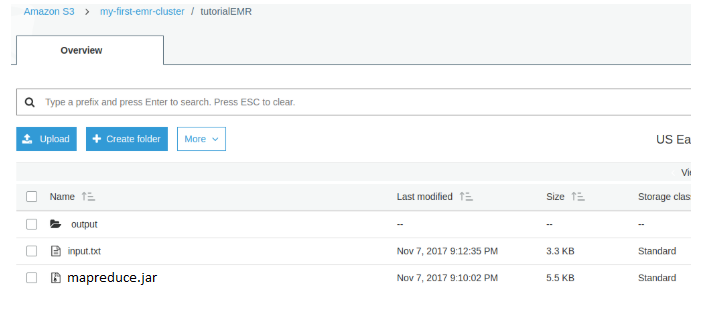 Amazon S3 > my-first-emr-cluster / tutorialEMR
Overview
Type a prefix and press Enter to search. Press ESC to clear.
Upload + Create folder More US Ea
Vi
Name Last modified Size Storage clas
output -- -- --
input.txt Nov 7, 2017 9:12:35 PM 3.3 KB Standard
mapreduce.jar Nov 7, 2017 9:10:02 PM 5.5 KB Standard